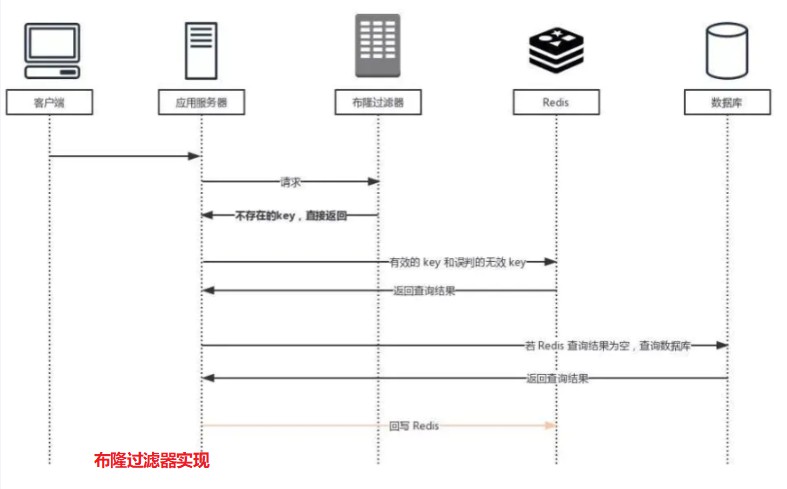 客户端
应用服务器
布隆过滤器
Redis
数据库
请求
不存在的key，直接返回
有效的 key 和误判的无效 key
返回查询结果
若 Redis 查询结果为空，查询数据库
返回查询结果
回写 Redis
布隆过滤器实现